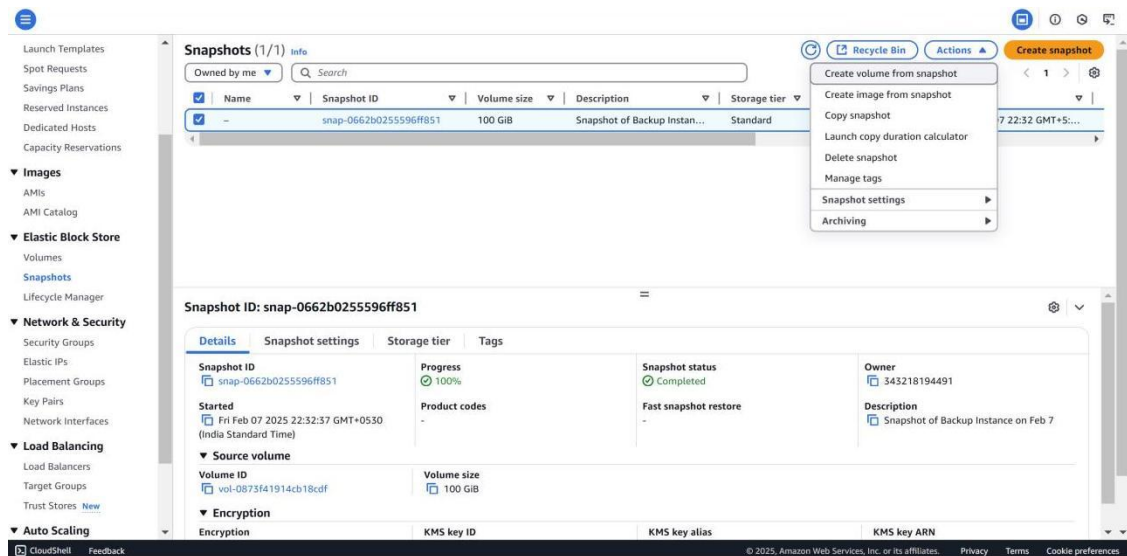 Launch Templates
Spot Requests
Savings Plans
Reserved Instances
Dedicated Hosts
Capacity Reservations
Images
AMIs
AMI Catalog
Elastic Block Store
Volumes
Snapshots
Lifecycle Manager
Network & Security
Security Groups
Elastic IPs
Placement Groups
Key Pairs
Network Interfaces
Load Balancing
Load Balancers
Target Groups
Trust Stores New
Auto Scaling
Snapshots (1/1) Info
Recycle Bin Actions Create snapshot
Owned by me Search 1
Name Snapshot ID Volume size Description Storage tier
- snap-0662b0255596ff851 100 GiB Snapshot of Backup Instan... Standard 7 22:32 GMT+5:...
Create volume from snapshot
Create image from snapshot
Copy snapshot
Launch copy duration calculator
Delete snapshot
Manage tags
Snapshot settings
Archiving
Snapshot ID: snap-0662b0255596ff851
Details Snapshot settings Storage tier Tags
Snapshot ID Progress Snapshot status Owner
snap-0662b0255596ff851 100% Completed 343218194491
Started Product codes Fast snapshot restore Description
Fri Feb 07 2025 22:32:37 GMT+0530 - - Snapshot of Backup Instance on Feb 7
(India Standard Time)
Source volume
Volume ID Volume size
vol-0873f41914cb18cdf 100 GiB
Encryption
Encryption KMS key ID KMS key alias KMS key ARN
CloudShell Feedback © 2025, Amazon Web Services, Inc. or its affiliates. Privacy Terms Cookie preferences